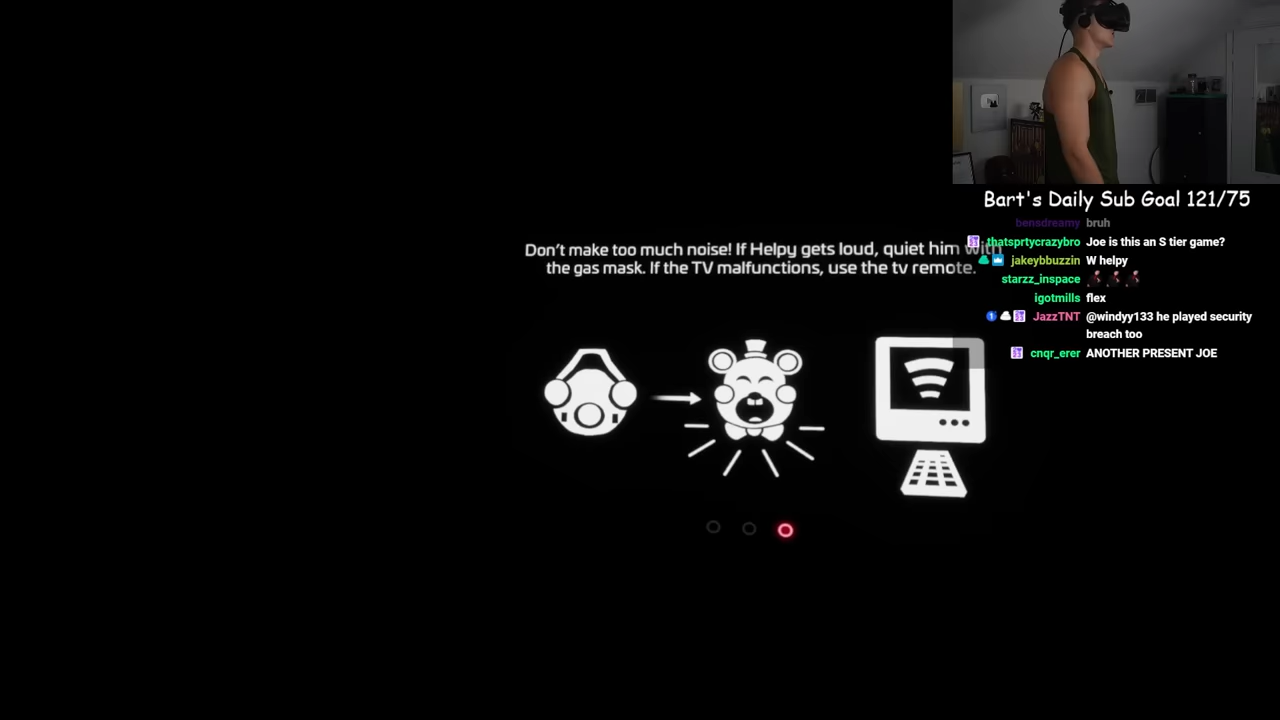 Don't make too much noise! If Helpy gets loud, quiet him with
the gas mask. If the TV malfunctions, use the tv remote.
Bart's Daily Sub Goal 121/75
bensdreamy bruh
thatsprtycrazybro Joe is this an S tier game?
jakeybbuzzin W helpy
starzz_inspace
igotmills flex
JazzTNT @windyy133 he played security
breach too
cnqr_erer ANOTHER PRESENT JOE